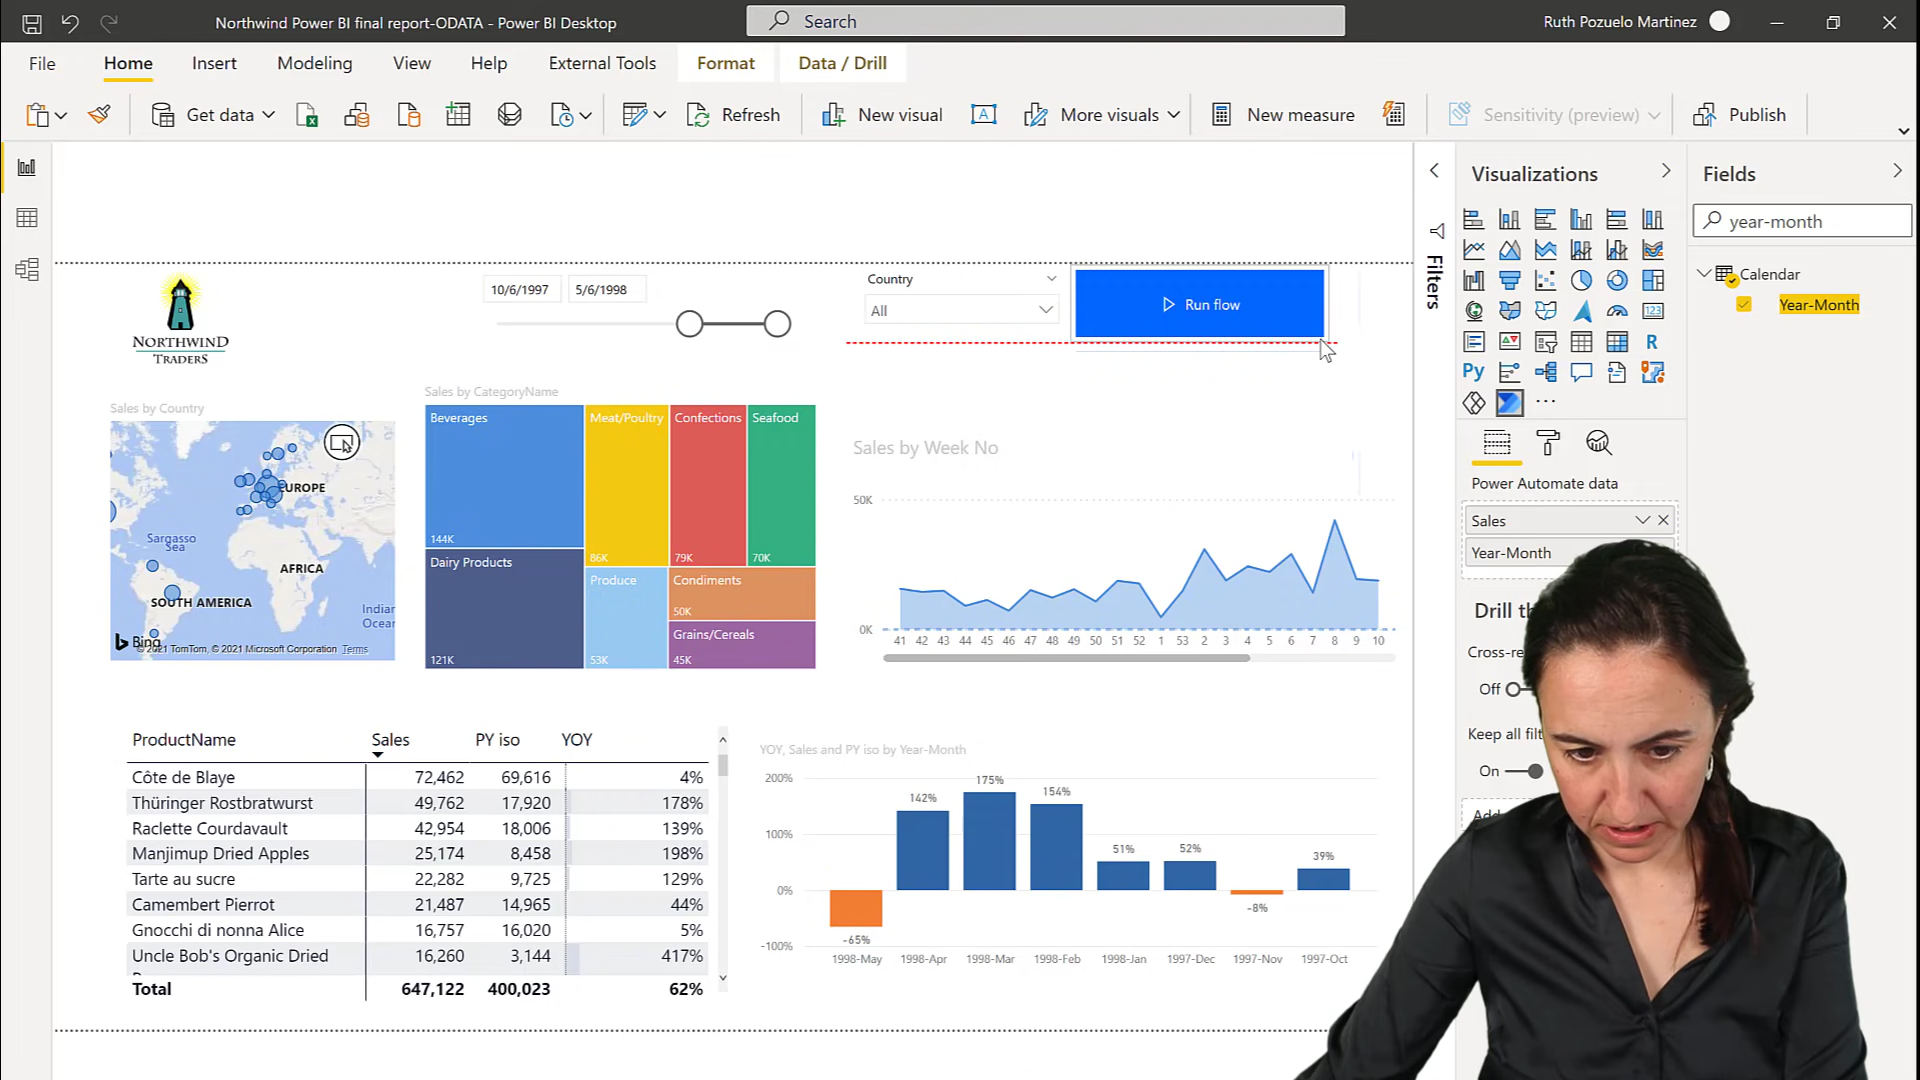 Northwind Power BI final report-ODATA - Power BI Desktop
Search
Ruth Pozuelo Martinez
File Home Insert Modeling View Help External Tools Format Data / Drill
Get data Refresh New visual More visuals New measure Sensitivity (preview) Publish
NORTHWIND
TRADERS
10/6/1997 5/6/1998
Country
All
Run flow
Filters
Visualizations
Fields
year-month
Calendar
Year-Month
R
Py
123
Power Automate data
Sales
Year-Month
Drill th
Cross-re
Off
Keep all filt
On
Sales by Country
EUROPE
Sargasso
Sea
AFRICA
SOUTH AMERICA
Indian
Ocean
Bing
© 2021 TomTom, © 2021 Microsoft Corporation Terms
Sales by CategoryName
Beverages
144K
Dairy Products
121K
Meat/Poultry
86K
Confections
79K
Seafood
70K
Produce
53K
Condiments
50K
Grains/Cereals
45K
Sales by Week No
50K
0K
41 42 43 44 45 46 47 48 49 50 51 52 1 53 2 3 4 5 6 7 8 9 10
ProductName Sales PY iso YOY
Côte de Blaye 72,462 69,616 4%
Thüringer Rostbratwurst 49,762 17,920 178%
Raclette Courdavault 42,954 18,006 139%
Manjimup Dried Apples 25,174 8,458 198%
Tarte au sucre 22,282 9,725 129%
Camembert Pierrot 21,487 14,965 44%
Gnocchi di nonna Alice 16,757 16,020 5%
Uncle Bob's Organic Dried 16,260 3,144 417%
Total 647,122 400,023 62%
YOY, Sales and PY iso by Year-Month
200%
100%
0%
-100%
-65%
142%
175%
154%
51%
52%
-8%
39%
1998-May 1998-Apr 1998-Mar 1998-Feb 1998-Jan 1997-Dec 1997-Nov 1997-Oct